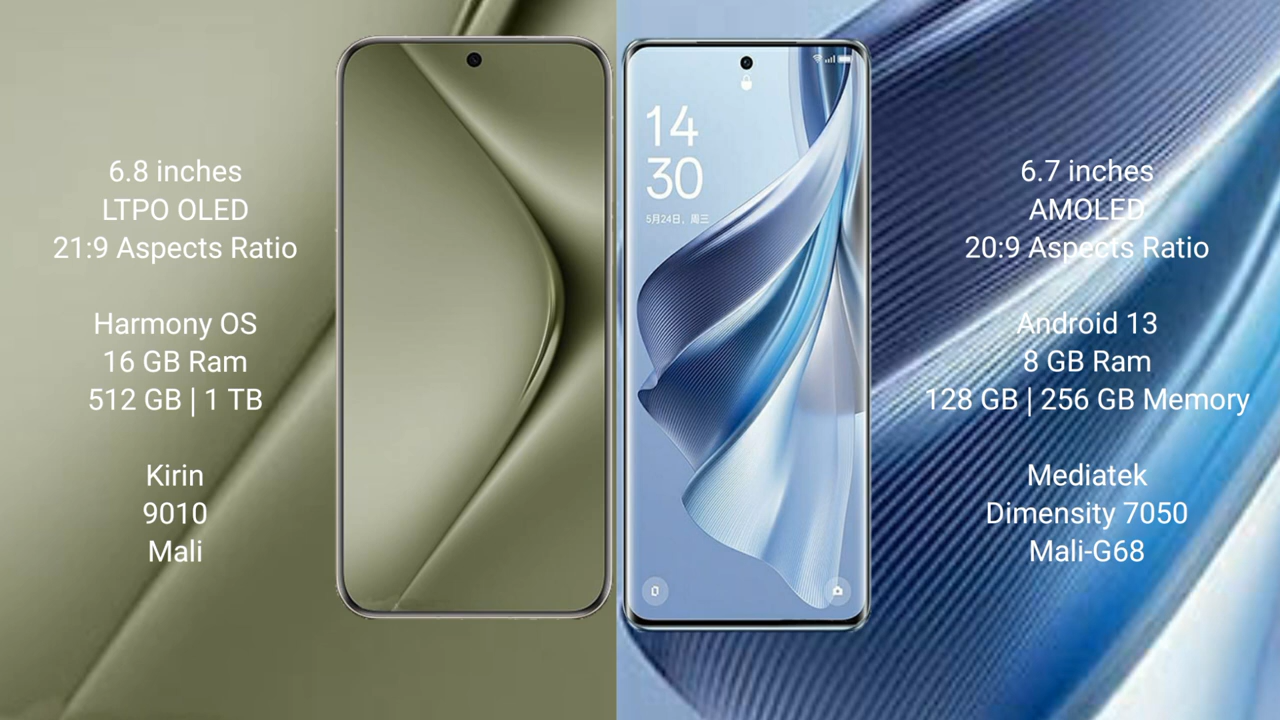 6.8 inches
LTPO OLED
21:9 Aspects Ratio
Harmony OS
16 GB Ram
512 GB | 1 TB
Kirin
9010
Mali
14
30
5月24日，周三
6.7 inches
AMOLED
20:9 Aspects Ratio
Android 13
8 GB Ram
128 GB | 256 GB Memory
Mediatek
Dimensity 7050
Mali-G68